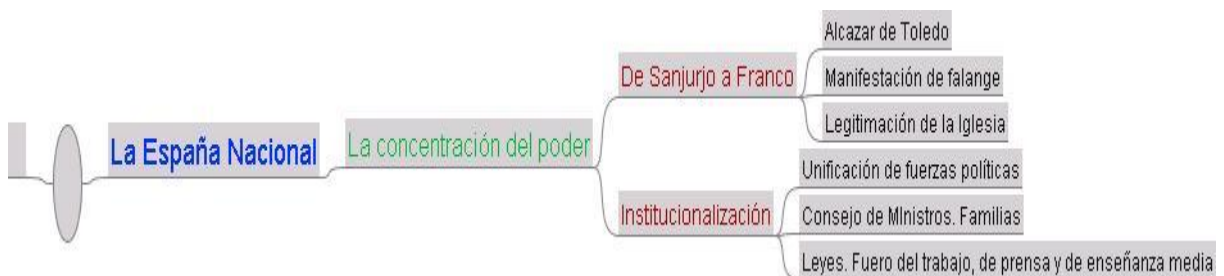 La España Nacional
La concentración del poder
De Sanjurjo a Franco
Alcazar de Toledo
Manifestación de falange
Legitimación de la Iglesia
Institucionalización
Unificación de fuerzas políticas
Consejo de MInistros. Familias
Leyes. Fuero del trabajo, de prensa y de enseñanza media